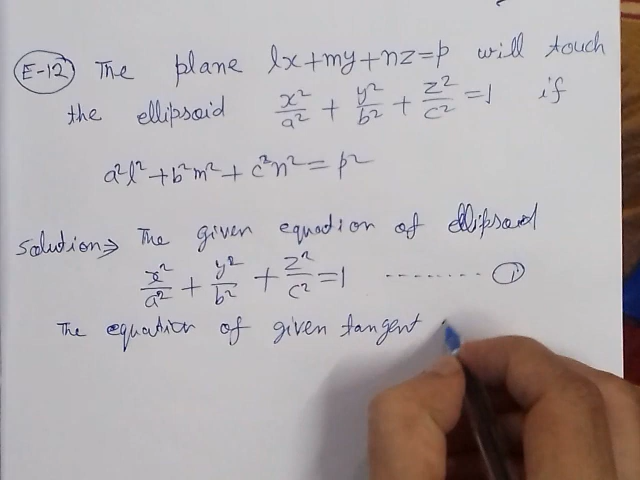 E-12 The plane lx+my+nz=p will touch
the ellipsoid x²/a² + y²/b² + z²/c² = 1 if
a²l²+b²m²+c²n²=p²
Solution⇒ The given equation of ellipsoid
x²/a² + y²/b² + z²/c² = 1 -------- ①
The equation of given tangent